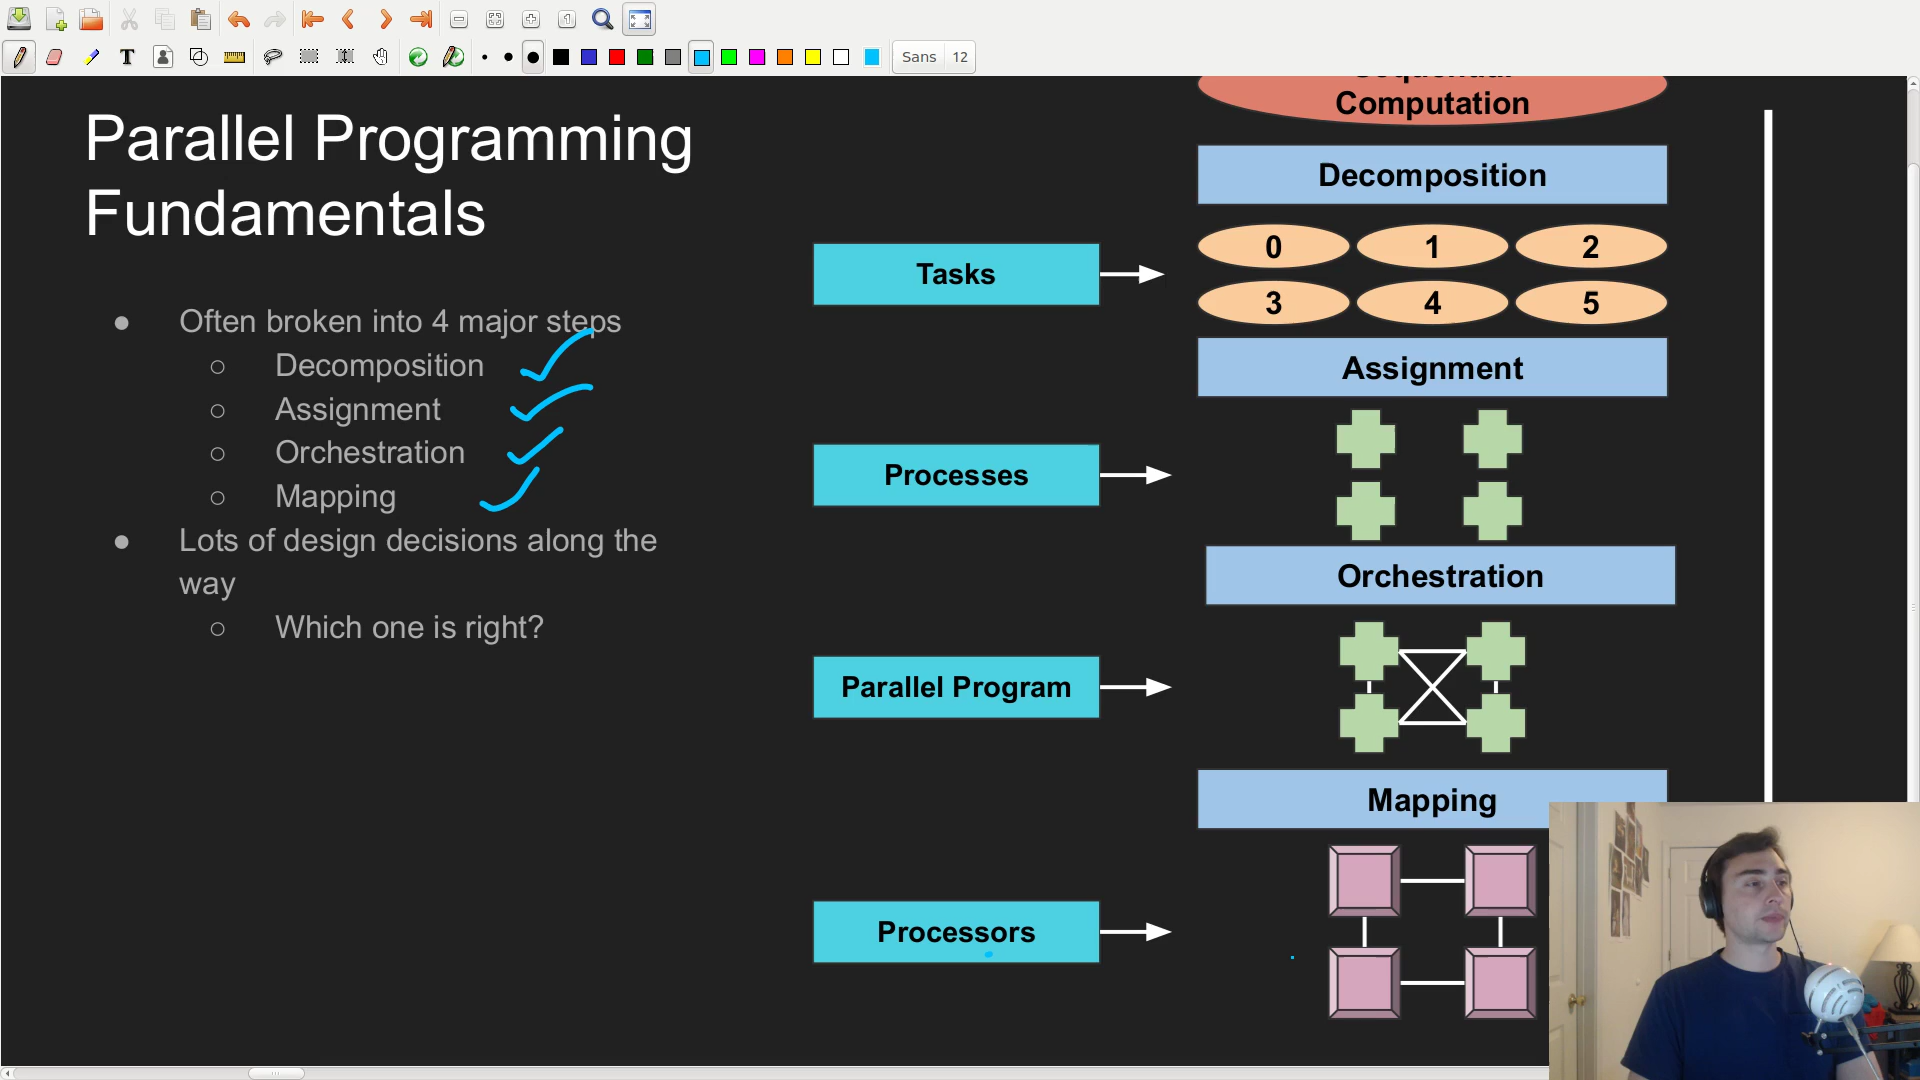 Sans 12
Parallel Programming
Fundamentals
● Often broken into 4 major steps
○ Decomposition
○ Assignment
○ Orchestration
○ Mapping
● Lots of design decisions along the
way
○ Which one is right?
Sequential
Computation
Decomposition
Tasks
0 1 2
3 4 5
Assignment
Processes
Orchestration
Parallel Program
Mapping
Processors